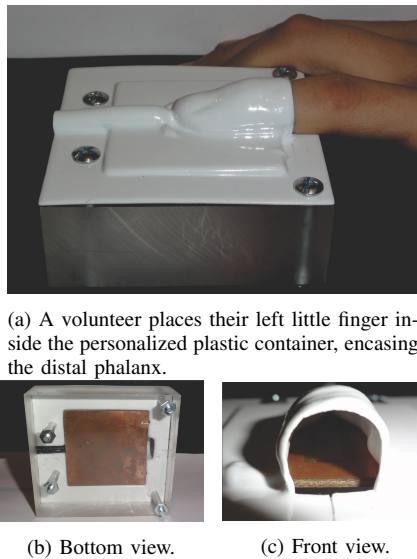 (a) A volunteer places their left little finger in-
side the personalized plastic container, encasing
the distal phalanx.
(b) Bottom view.
(c) Front view.